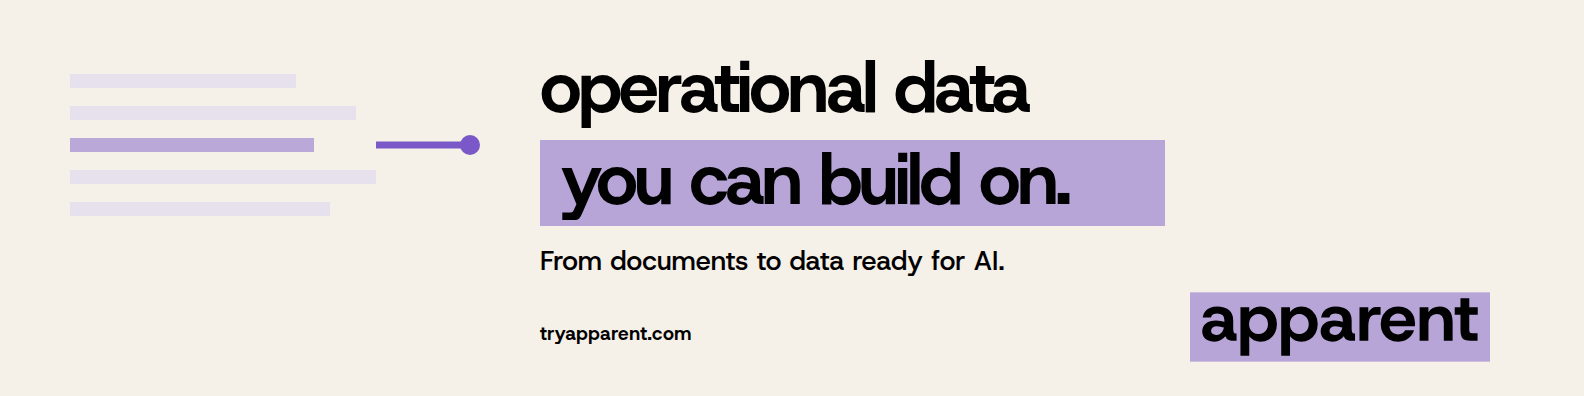 operational data
you can build on.
From documents to data ready for AI.
tryapparent.com
apparent